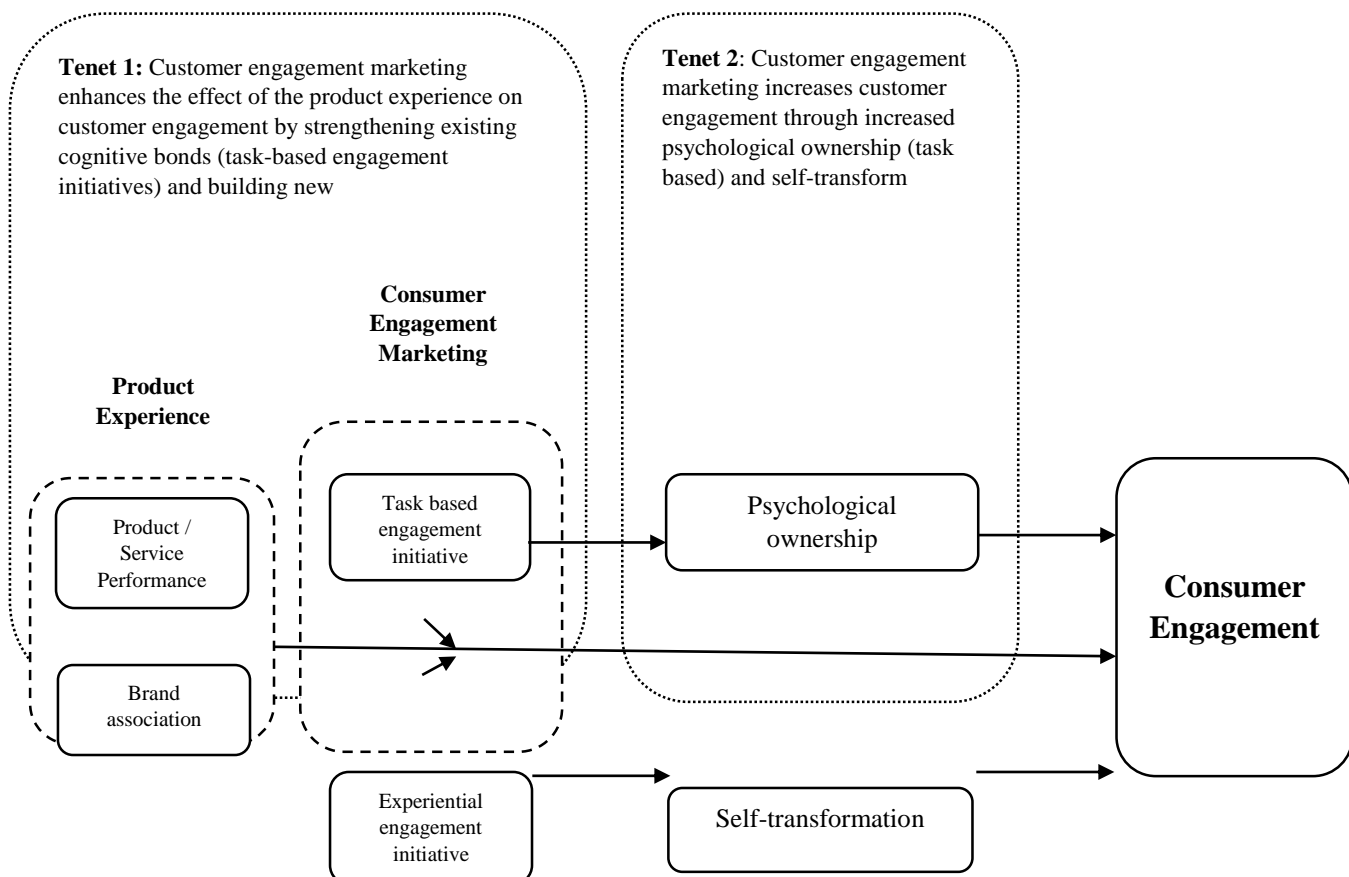 Tenet 1: Customer engagement marketing
enhances the effect of the product experience on
customer engagement by strengthening existing
cognitive bonds (task-based engagement
initiatives) and building new
Tenet 2: Customer engagement
marketing increases customer
engagement through increased
psychological ownership (task
based) and self-transform
Consumer
Engagement
Marketing
Product
Experience
Product /
Service
Performance
Brand
association
Task based
engagement
initiative
Experiential
engagement
initiative
Psychological
ownership
Self-transformation
Consumer
Engagement